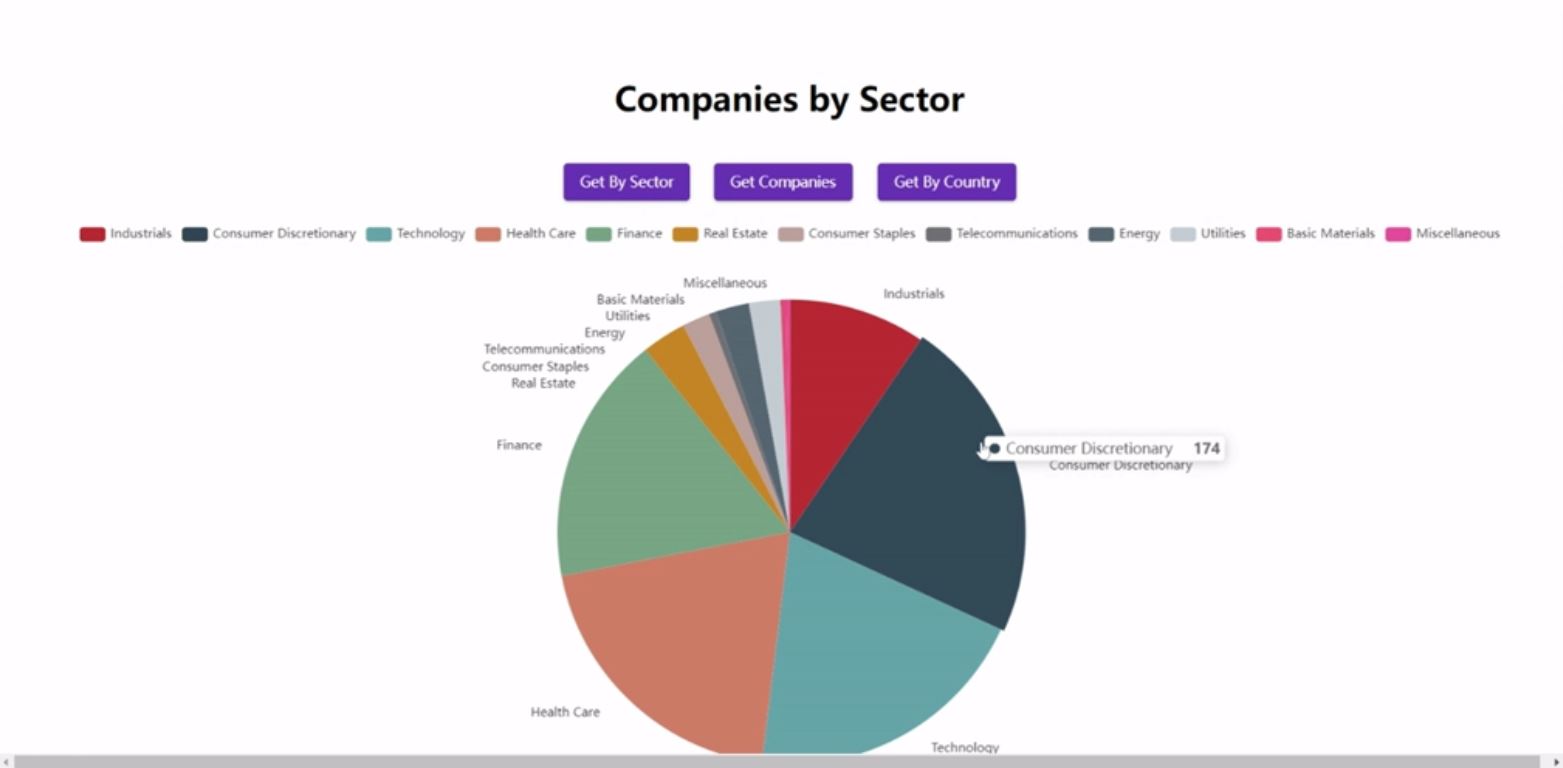 Companies by Sector
Get By Sector Get Companies Get By Country
Industrials Consumer Discretionary Technology Health Care Finance Real Estate Consumer Staples Telecommunications Energy Utilities Basic Materials Miscellaneous
Miscellaneous
Industrials
Basic Materials
Utilities
Energy
Telecommunications
Consumer Staples
Real Estate
Finance
Consumer Discretionary 174
Consumer Discretionary
Health Care
Technology